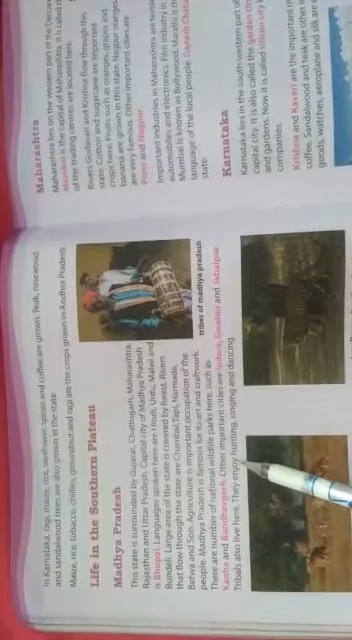 In Karnataka, ragi, maize, rice, sunflower, spices and coffee are grown. Teak, rosewood
and sandalwood trees are also grown in the state.
Maize, rice, tobacco, chillies, groundnut and ragi are the crops grown in Andhra Pradesh.
Life in the Southern Plateau
Madhya Pradesh
This state is surrounded by Gujarat, Chattisgarh, Maharashtra,
Rajasthan and Uttar Pradesh. Capital city of Madhya Pradesh
is Bhopal. Languages spoken here are Hindi, Urdu, Malwi and
Bundeli. Large area of the state is covered by forest. Rivers
that flow through the state are Chambal, Tapi, Narmada,
Betwa and Son. Agriculture is important occupation of the
people. Madhya Pradesh is famous for its art and craftwork.
There are number of national wildlife parks here, such as
Kanha and Bandhavgarh. Other important cities are Indore, Gwalior and Jabalpur.
Tribals also live here. They enjoy hunting, singing and dancing
tribes of madhya pradesh
Maharashtra
Maharashtra lies on the western part of the Deccan
Mumbai is the capital of Maharashtra. It is called
of the trading centres are located here.
Rivers Godavari and Krishna flow through this
state. Cotton and sugarcane are important
crops here. Fruits such as oranges, grapes and
banana are grown in this state. Nagpur oranges
are very famous. Other important cities are
Pune and Nagpur.
Important industries in Maharashtra are textile
automobiles and electronics. Film industry in
Mumbai is known as Bollywood. Marathi is the
language of the local people. Ganesh
state.
Karnataka
Karnataka lies in the south-western part of
capital city. It is also called the garden city
and gardens. Now it is called silicon city
companies.
Krishna and Kaveri are the important
coffee. Sandalwood and teak are other
goods, watches, aeroplane and silk are